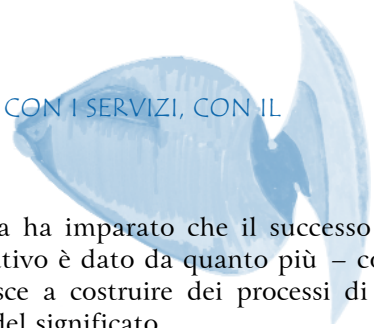 CON I SERVIZI, CON IL
a ha imparato che il successo
tivo è dato da quanto più – co
sce a costruire dei processi di
del significato